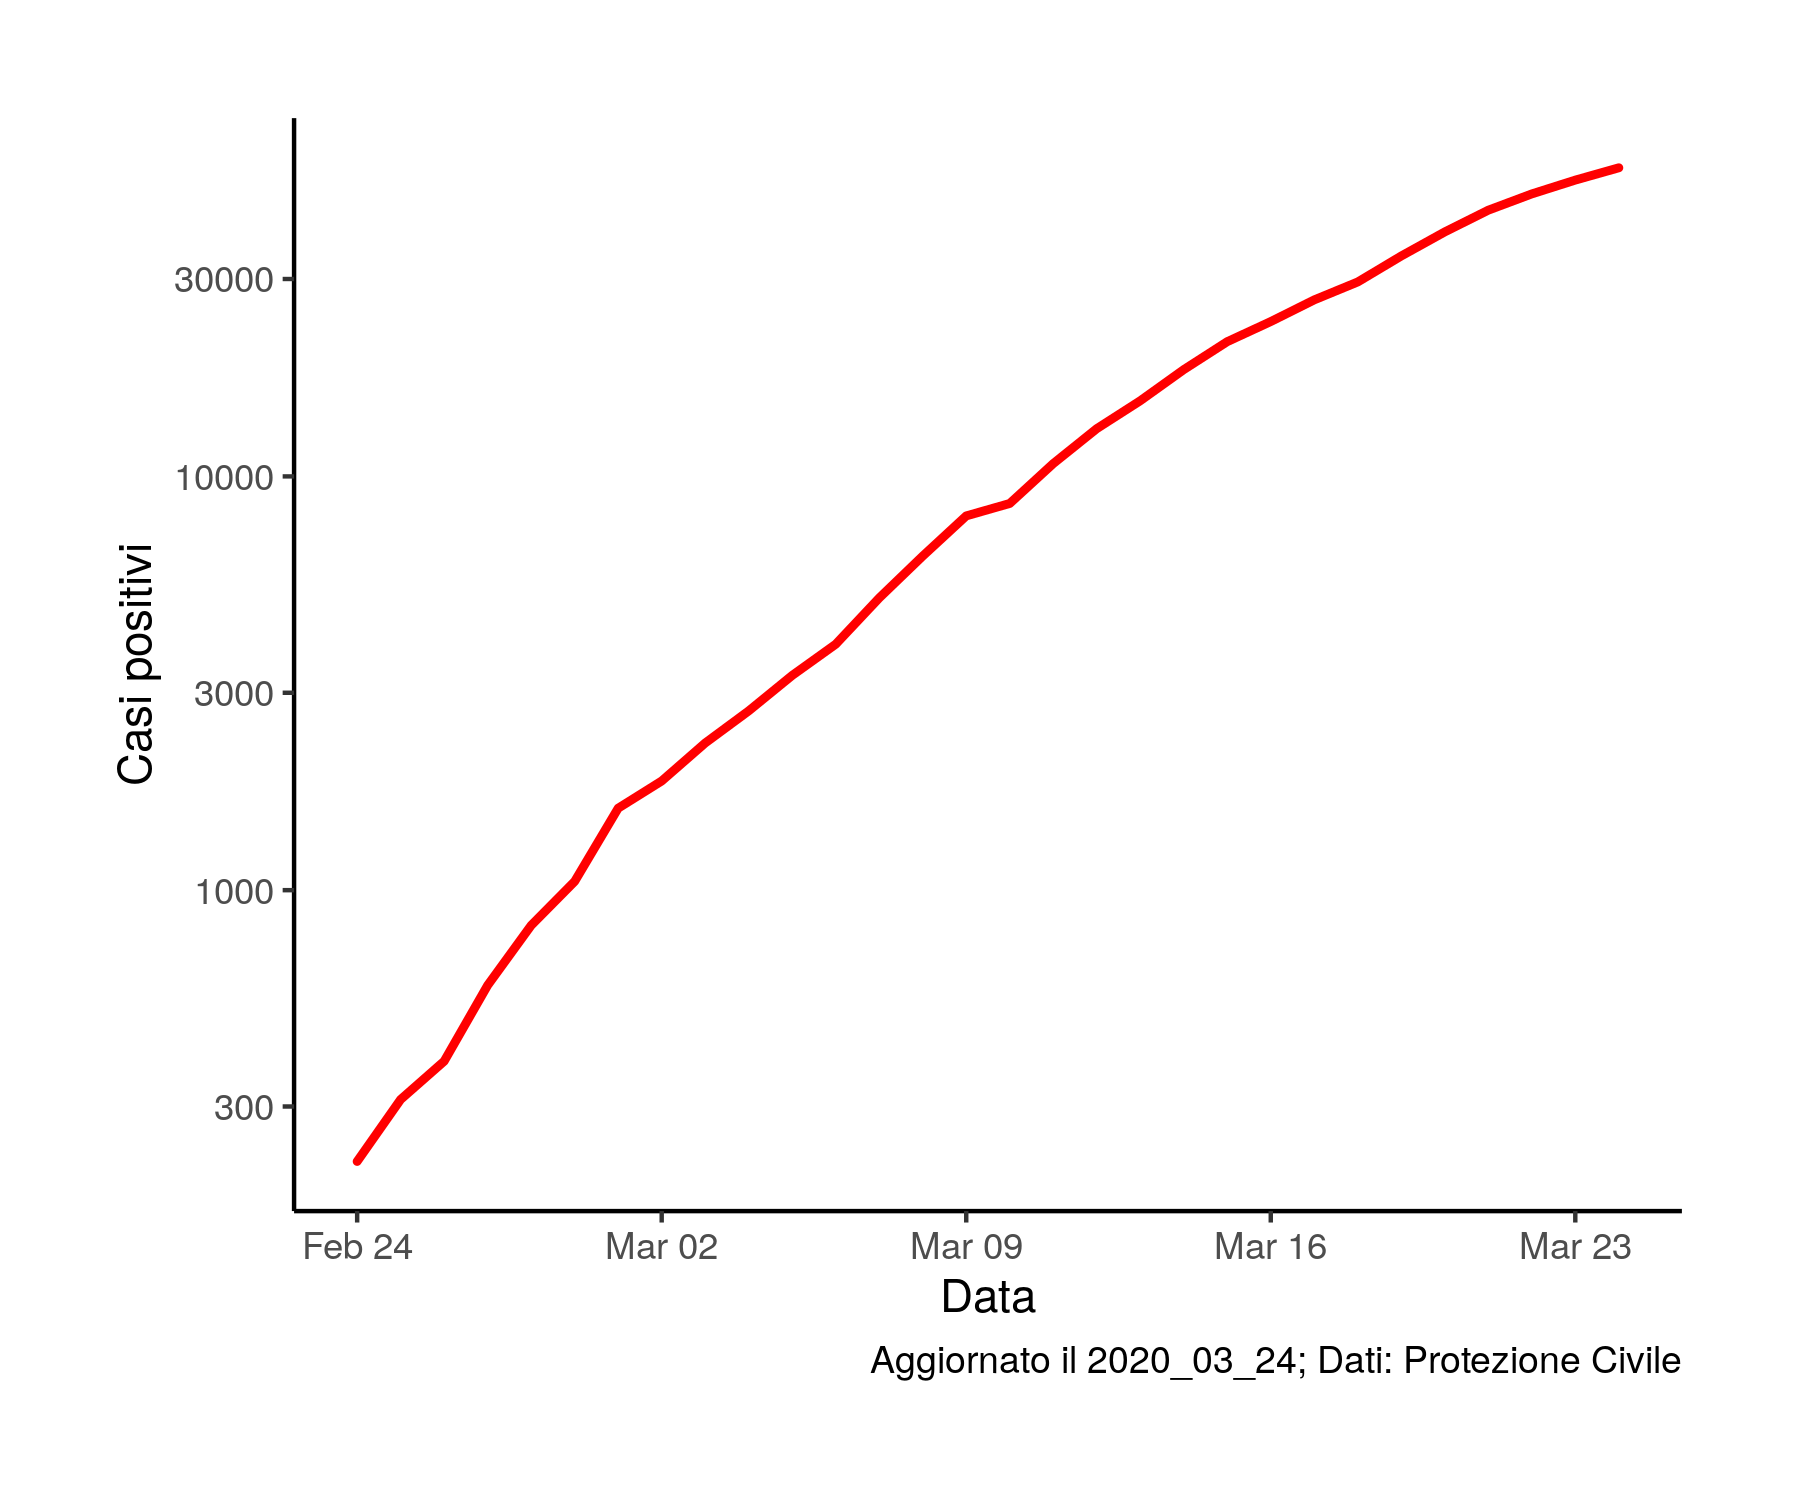 Casi positivi
30000
10000
3000
1000
300
Feb 24 Mar 02 Mar 09 Mar 16 Mar 23
Data
Aggiornato il 2020_03_24; Dati: Protezione Civile